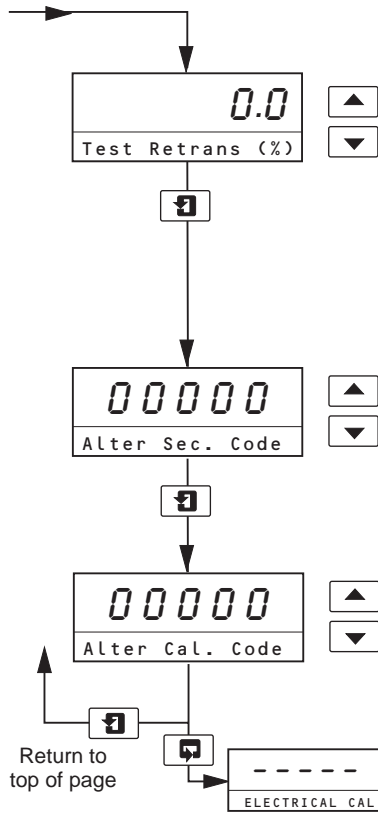 0.0
Test Retrans (%)
00000
Alter Sec. Code
00000
Alter Cal. Code
Return to
top of page
-----
ELECTRICAL CAL